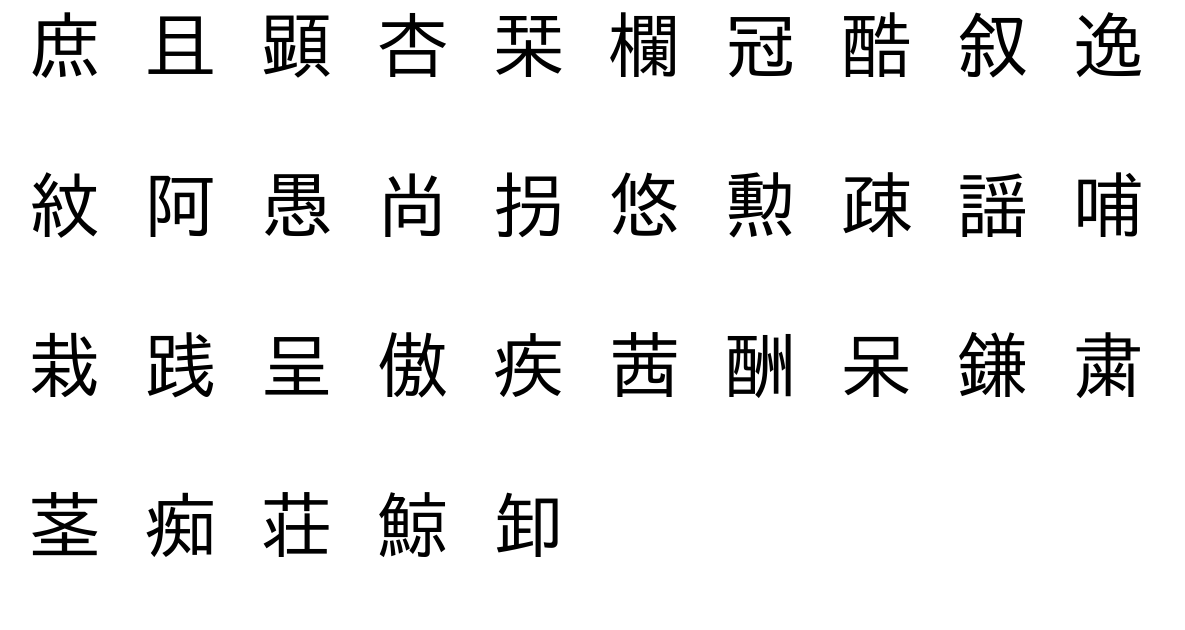 庶且顕杏栞欄冠酷叙逸
紋阿愚尚拐悠勲疎謡哺
栽践呈傲疾茜酬呆鎌粛
茎痴荘鯨卸